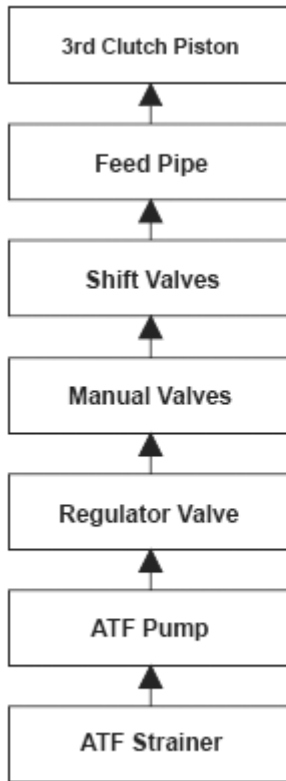 3rd Clutch Piston
Feed Pipe
Shift Valves
Manual Valves
Regulator Valve
ATF Pump
ATF Strainer